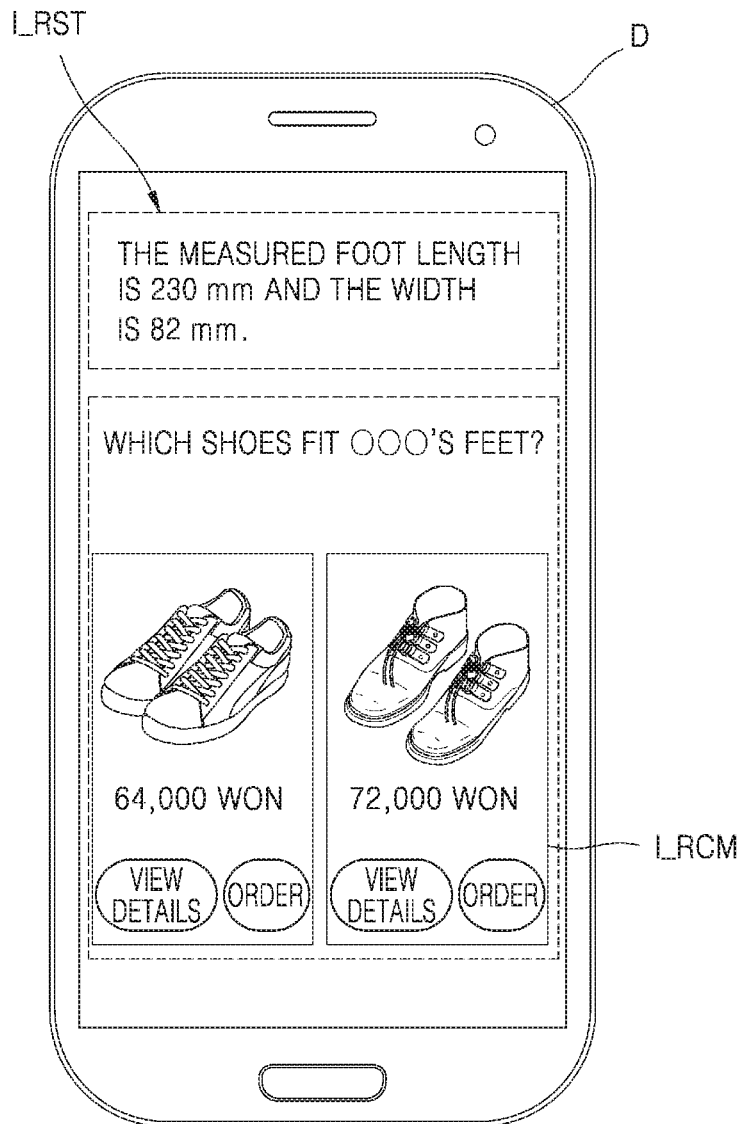 I_RST
D
THE MEASURED FOOT LENGTH
IS 230 mm AND THE WIDTH
IS 82 mm.
WHICH SHOES FIT ○○○'S FEET?
64,000 WON
72,000 WON
I_RCM
VIEW
DETAILS
ORDER
VIEW
DETAILS
ORDER